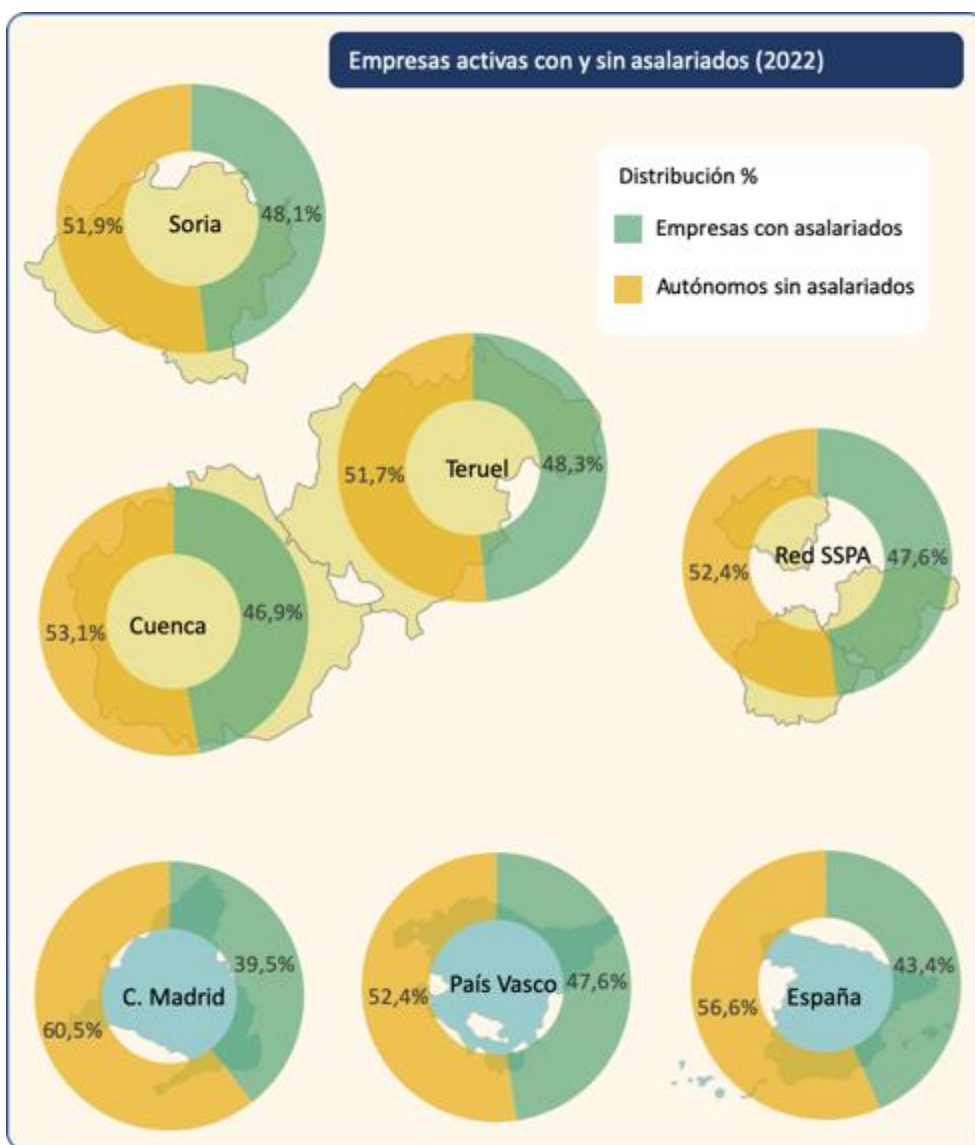 Empresas activas con y sin asalariados (2022)
Distribución %
Empresas con asalariados
Autónomos sin asalariados
51,9%
Soria
48,1%
51,7%
Teruel
48,3%
53,1%
Cuenca
46,9%
52,4%
Red SSPA
47,6%
60,5%
C. Madrid
39,5%
52,4%
País Vasco
47,6%
56,6%
España
43,4%